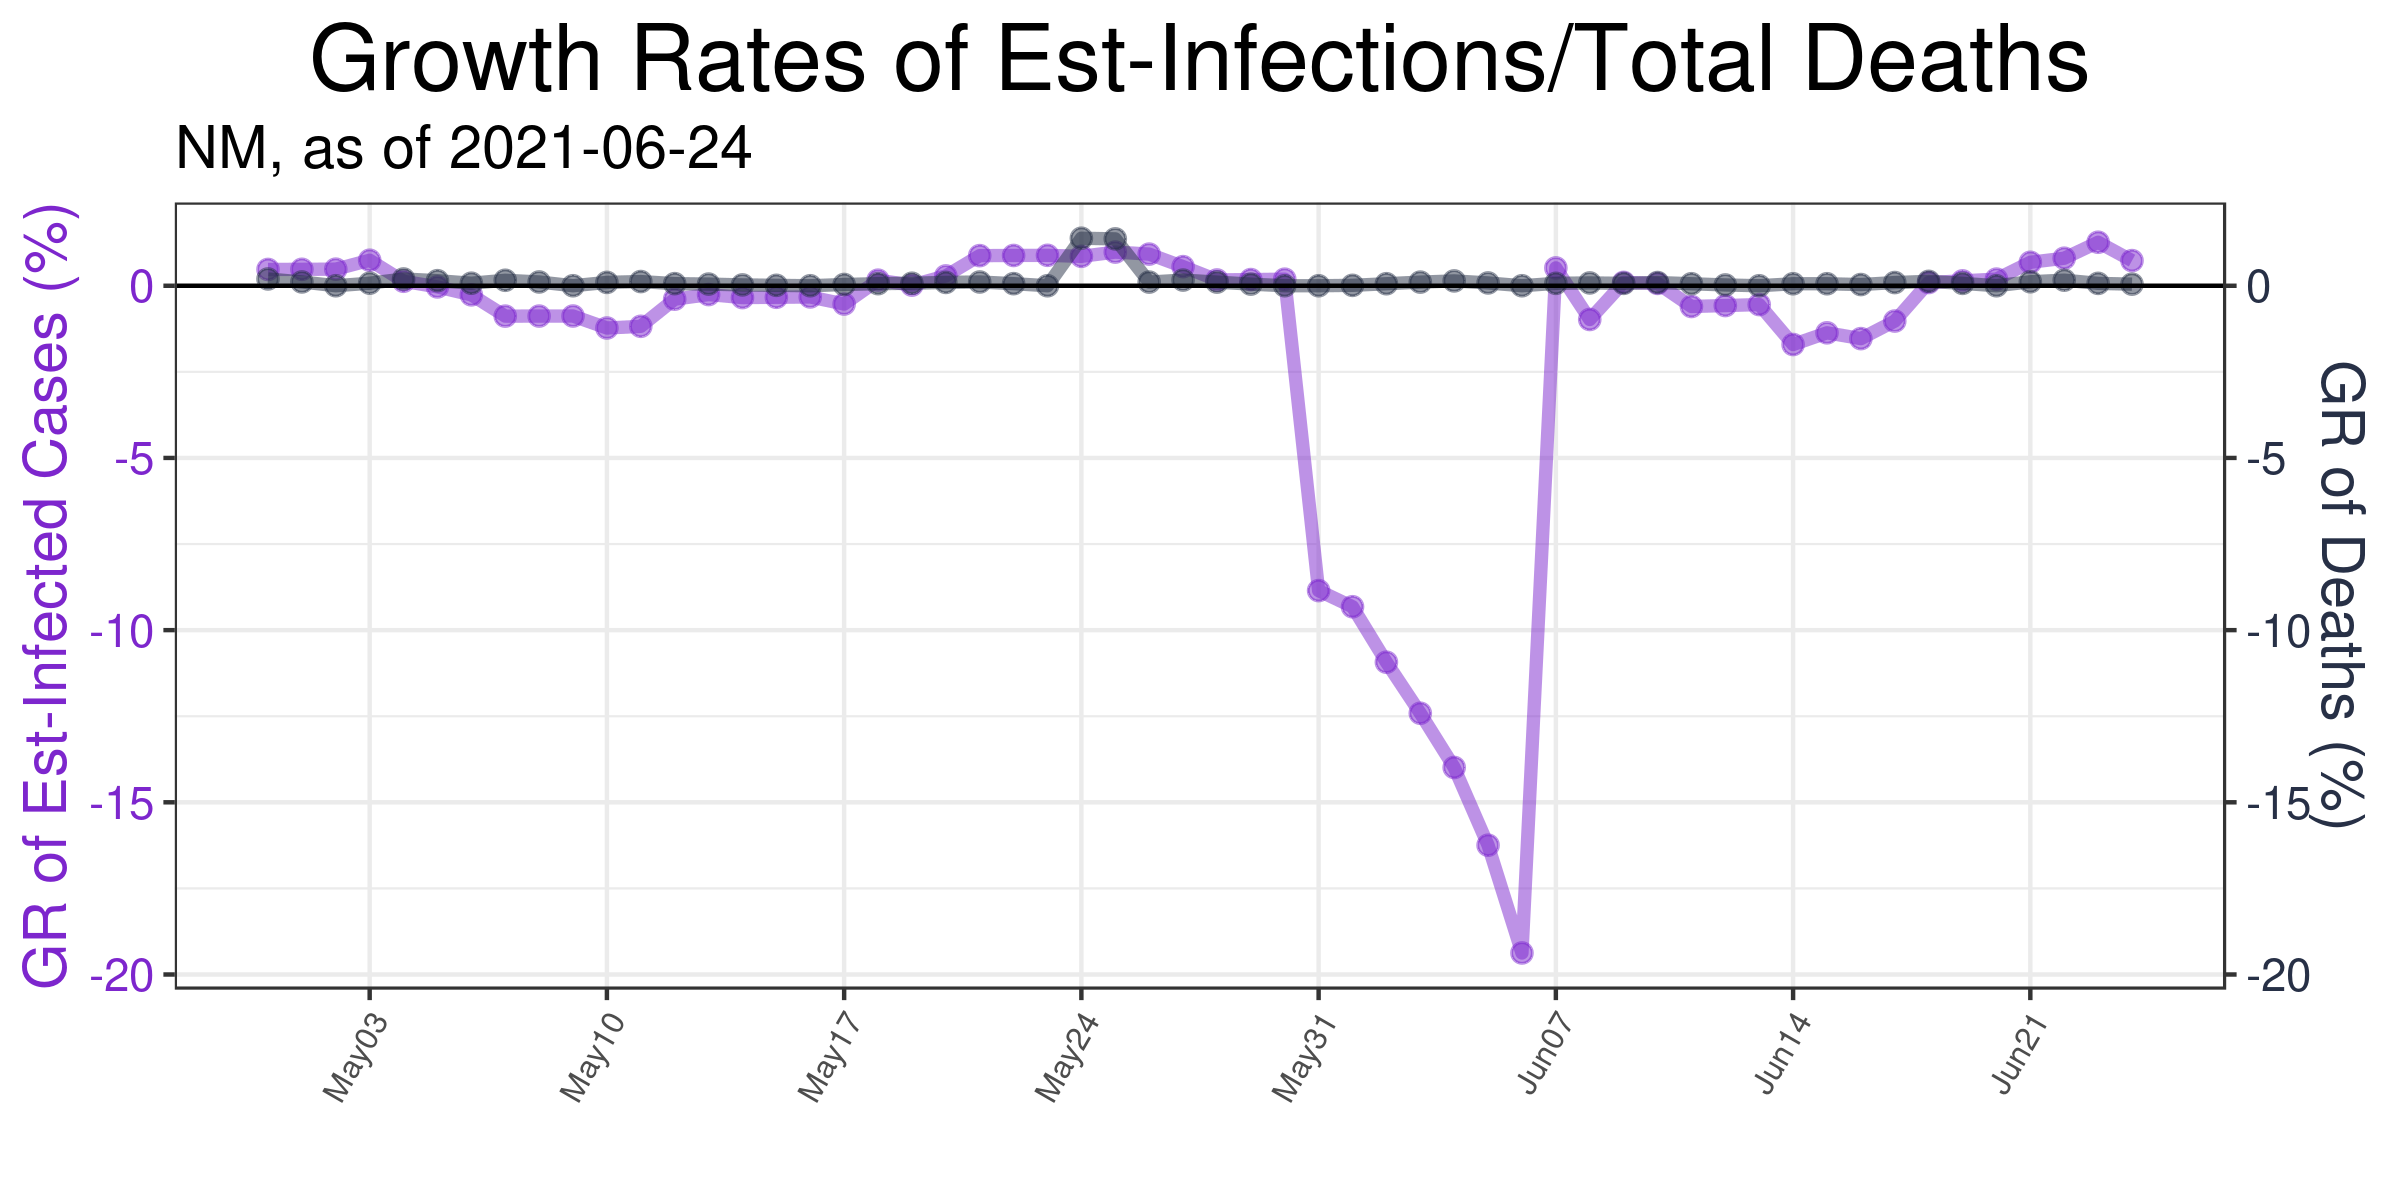 Growth Rates of Est-Infections/Total Deaths
NM, as of 2021-06-24
GR of Est-Infected Cases (%)
0
-5
-10
-15
-20
0
-5
-10
-15
-20
GR of Deaths (%)
May03
May10
May17
May24
May31
Jun07
Jun14
Jun21